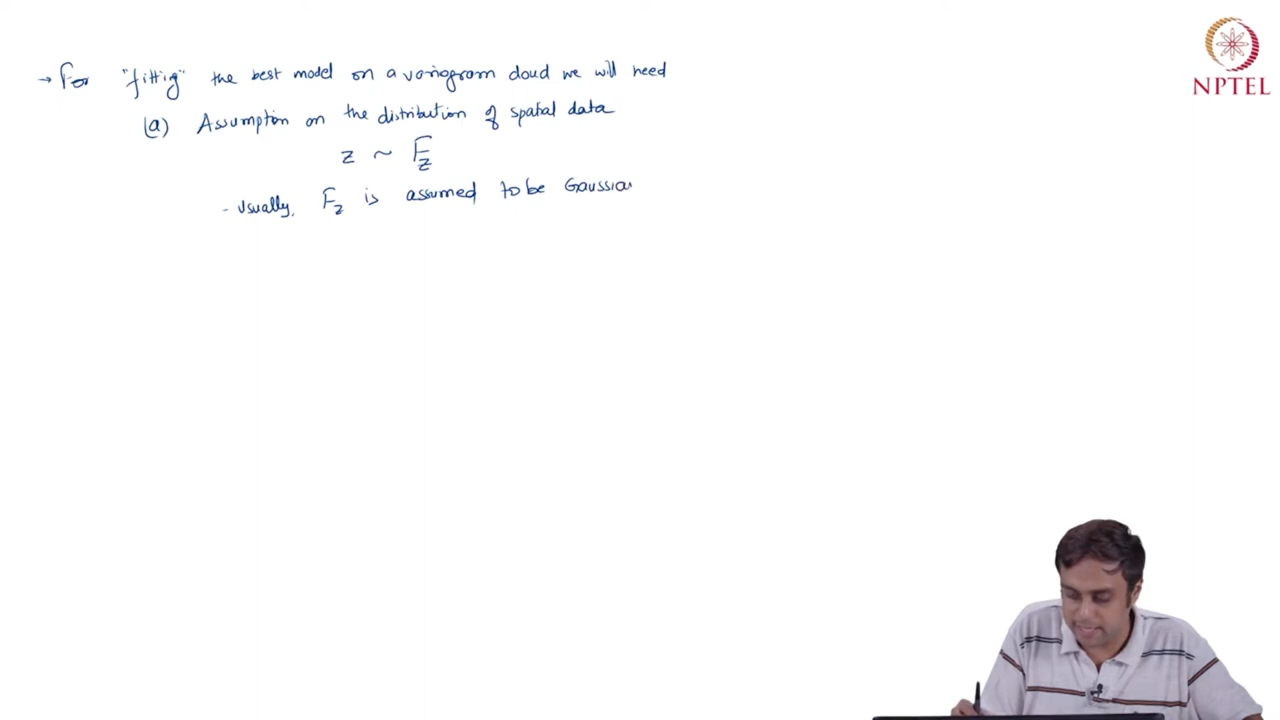 → For "fittig" the best model on a variogram cloud we will need
(a) Assumption on the distribution of spatial data
z ~ F_z
- Usually, F_z is assumed to be Gaussian
NPTEL